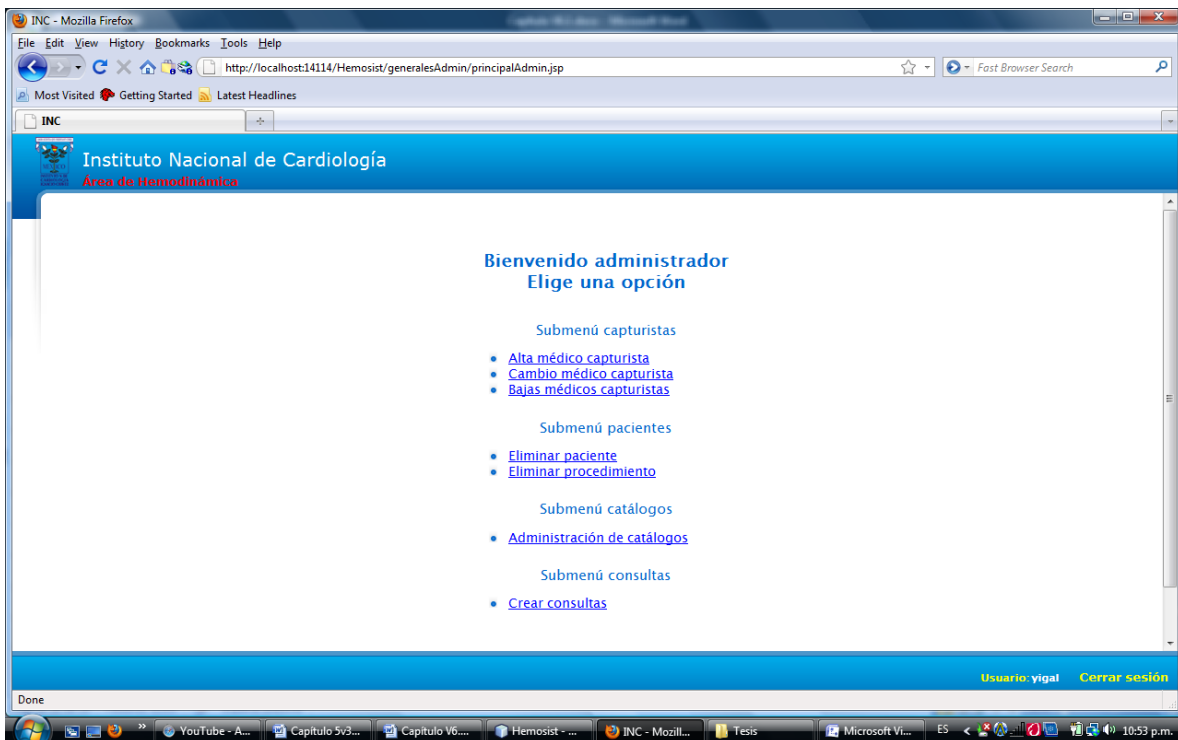 INC - Mozilla Firefox
File Edit View History Bookmarks Tools Help
http://localhost:14114/Hemosist/generalesAdmin/principalAdmin.jsp
Fast Browser Search
Most Visited Getting Started Latest Headlines
INC
Instituto Nacional de Cardiología
Área de Hemodinámica
Bienvenido administrador
Elige una opción
Submenú capturistas
Alta médico capturista
Cambio médico capturista
Bajas médicos capturistas
Submenú pacientes
Eliminar paciente
Eliminar procedimiento
Submenú catálogos
Administración de catálogos
Submenú consultas
Crear consultas
Usuario: yigal Cerrar sesión
Done
YouTube - A... Capitulo 5v3... Capitulo V6.... Hemosist - ... INC - Mozill... Tesis Microsoft Vi... ES 10:53 p.m.